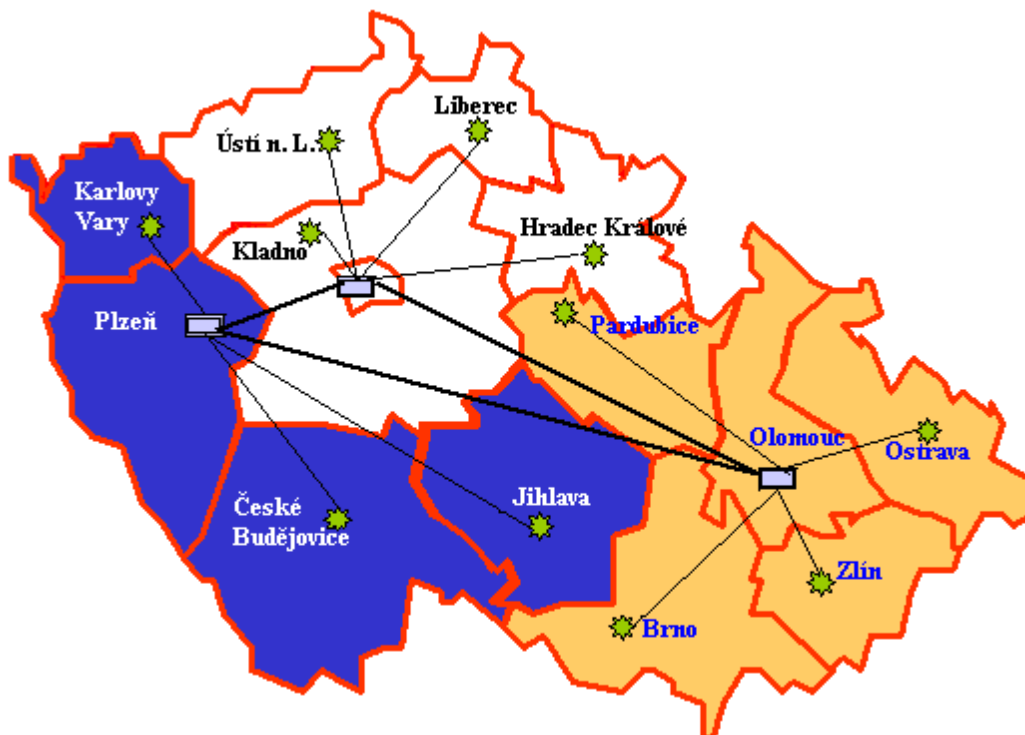 Liberec
Ústí n. L.
Karlovy
Vary
Kladno
Hradec Králové
Plzeň
Pardubice
Olomouc
Ostrava
České
Budějovice
Jihlava
Zlín
Brno